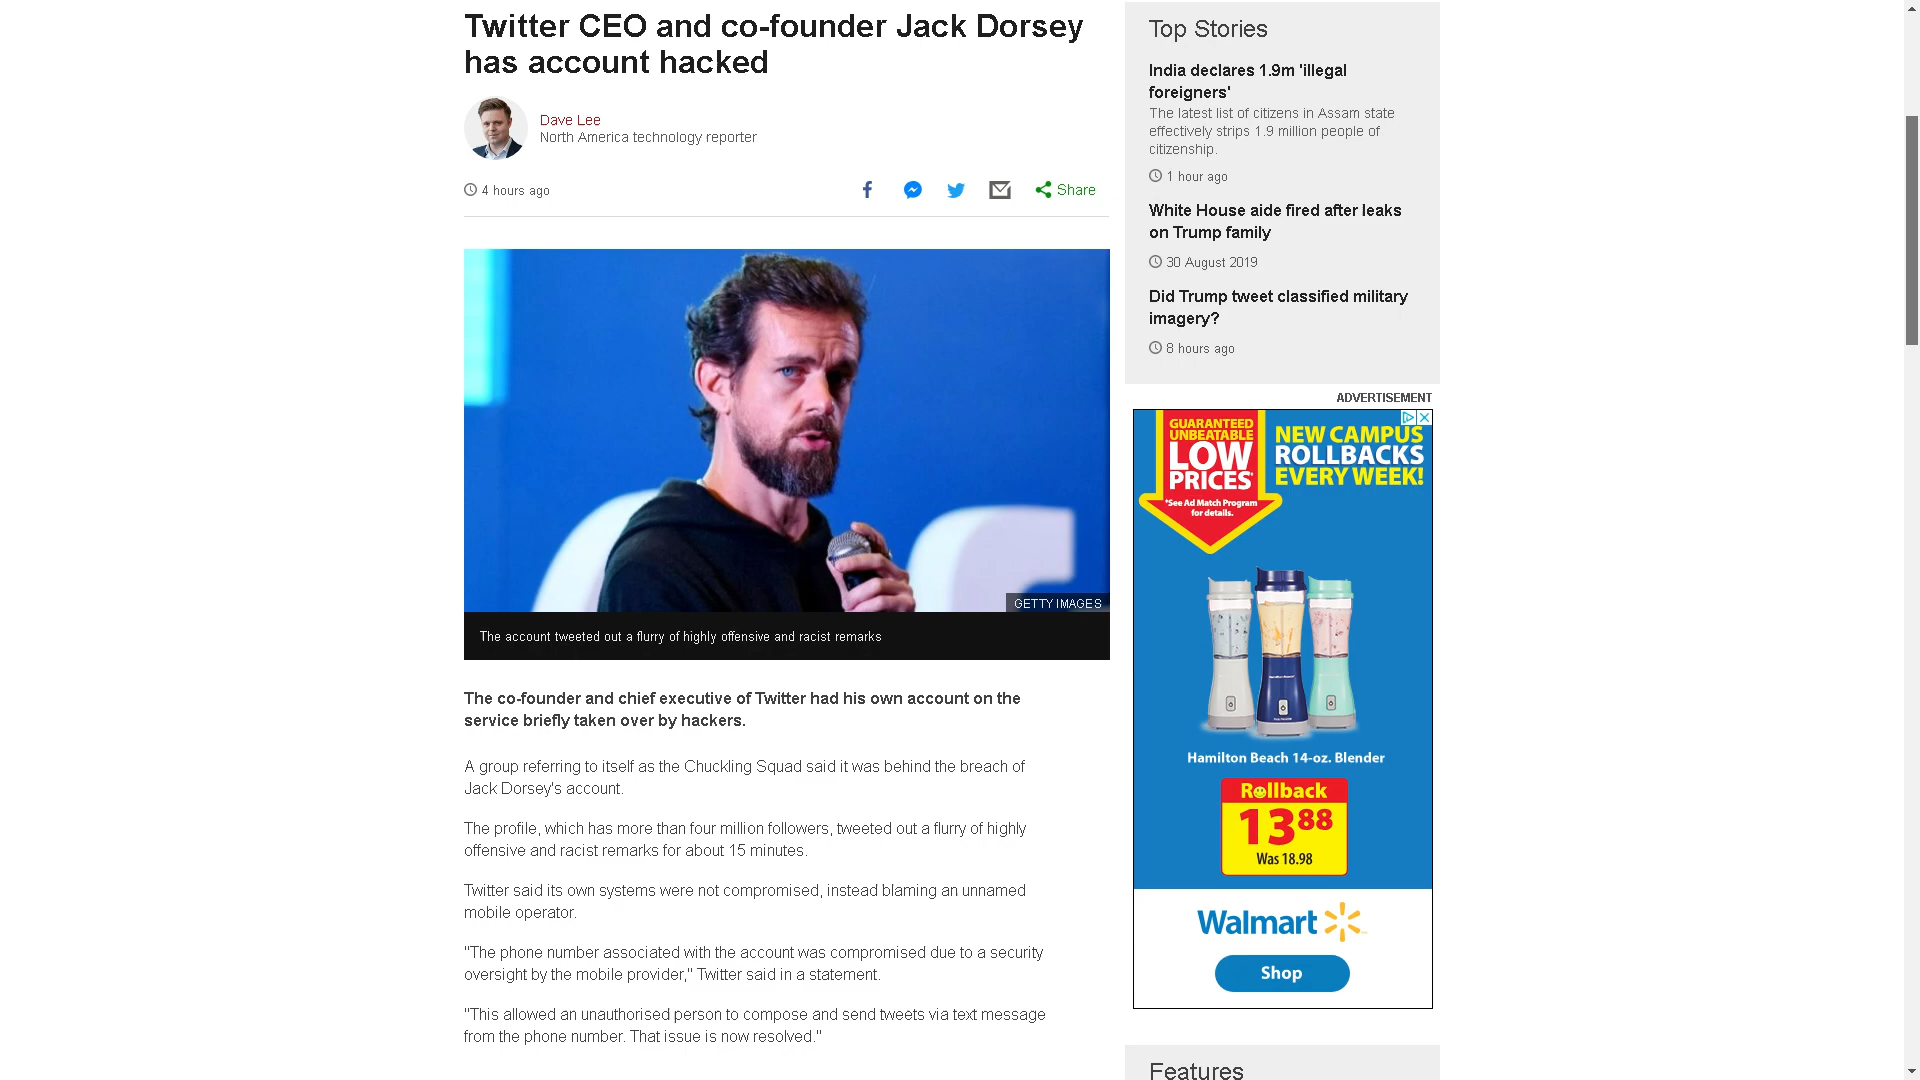 Twitter CEO and co-founder Jack Dorsey
has account hacked
Dave Lee
North America technology reporter
4 hours ago
Share
GETTY IMAGES
The account tweeted out a flurry of highly offensive and racist remarks
The co-founder and chief executive of Twitter had his own account on the
service briefly taken over by hackers.
A group referring to itself as the Chuckling Squad said it was behind the breach of
Jack Dorsey's account.
The profile, which has more than four million followers, tweeted out a flurry of highly
offensive and racist remarks for about 15 minutes.
Twitter said its own systems were not compromised, instead blaming an unnamed
mobile operator.
"The phone number associated with the account was compromised due to a security
oversight by the mobile provider," Twitter said in a statement.
"This allowed an unauthorised person to compose and send tweets via text message
from the phone number. That issue is now resolved."
Top Stories
India declares 1.9m 'illegal
foreigners'
The latest list of citizens in Assam state
effectively strips 1.9 million people of
citizenship.
1 hour ago
White House aide fired after leaks
on Trump family
30 August 2019
Did Trump tweet classified military
imagery?
8 hours ago
ADVERTISEMENT
GUARANTEED
UNBEATABLE
LOW
PRICES*
*See Ad Match Program
for details.
NEW CAMPUS
ROLLBACKS
EVERY WEEK!
Hamilton Beach 14-oz. Blender
Rollback
13 88
Was 18.98
Walmart
Shop
Features